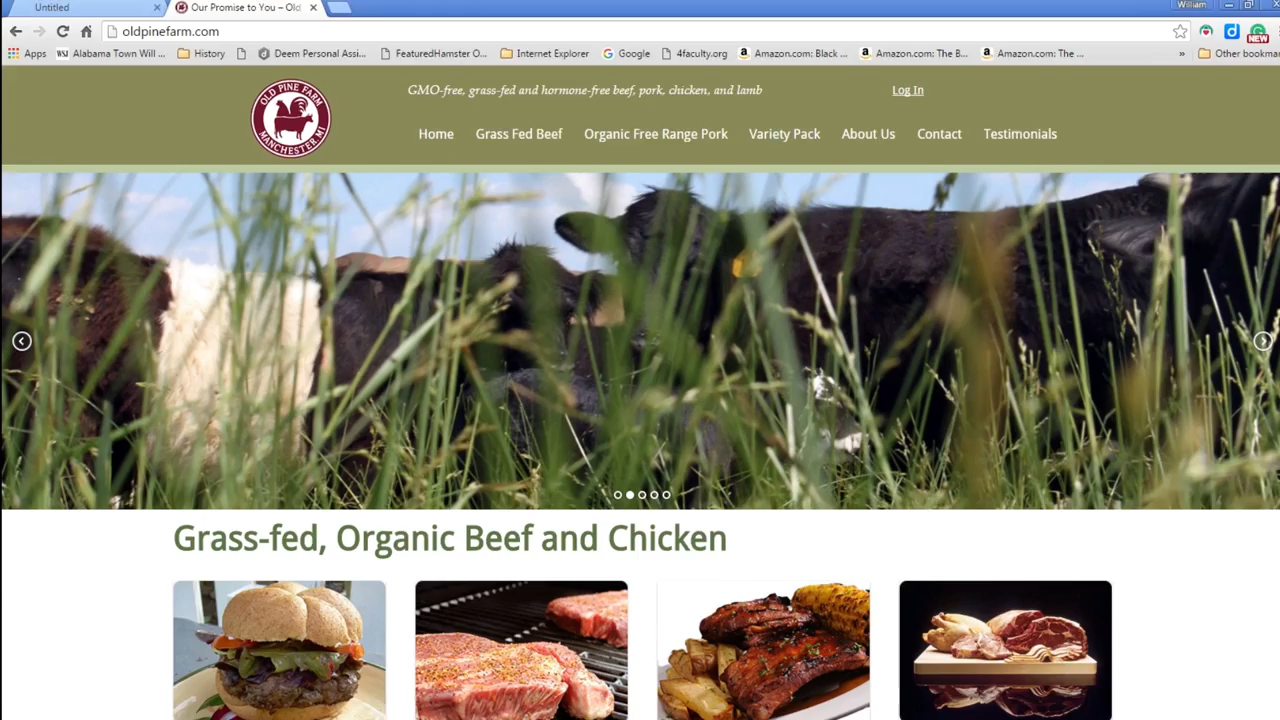 Untitled
Our Promise to You – Old
William
oldpinefarm.com
Apps
Alabama Town Will ...
History
Deem Personal Assi...
FeaturedHamster O...
Internet Explorer
Google
4faculty.org
Amazon.com: Black ...
Amazon.com: The B...
Amazon.com: The ...
»
Other bookmar
NEW
OLD PINE FARM
MANCHESTER MI
GMO-free, grass-fed and hormone-free beef, pork, chicken, and lamb
Log In
Home
Grass Fed Beef
Organic Free Range Pork
Variety Pack
About Us
Contact
Testimonials
Grass-fed, Organic Beef and Chicken